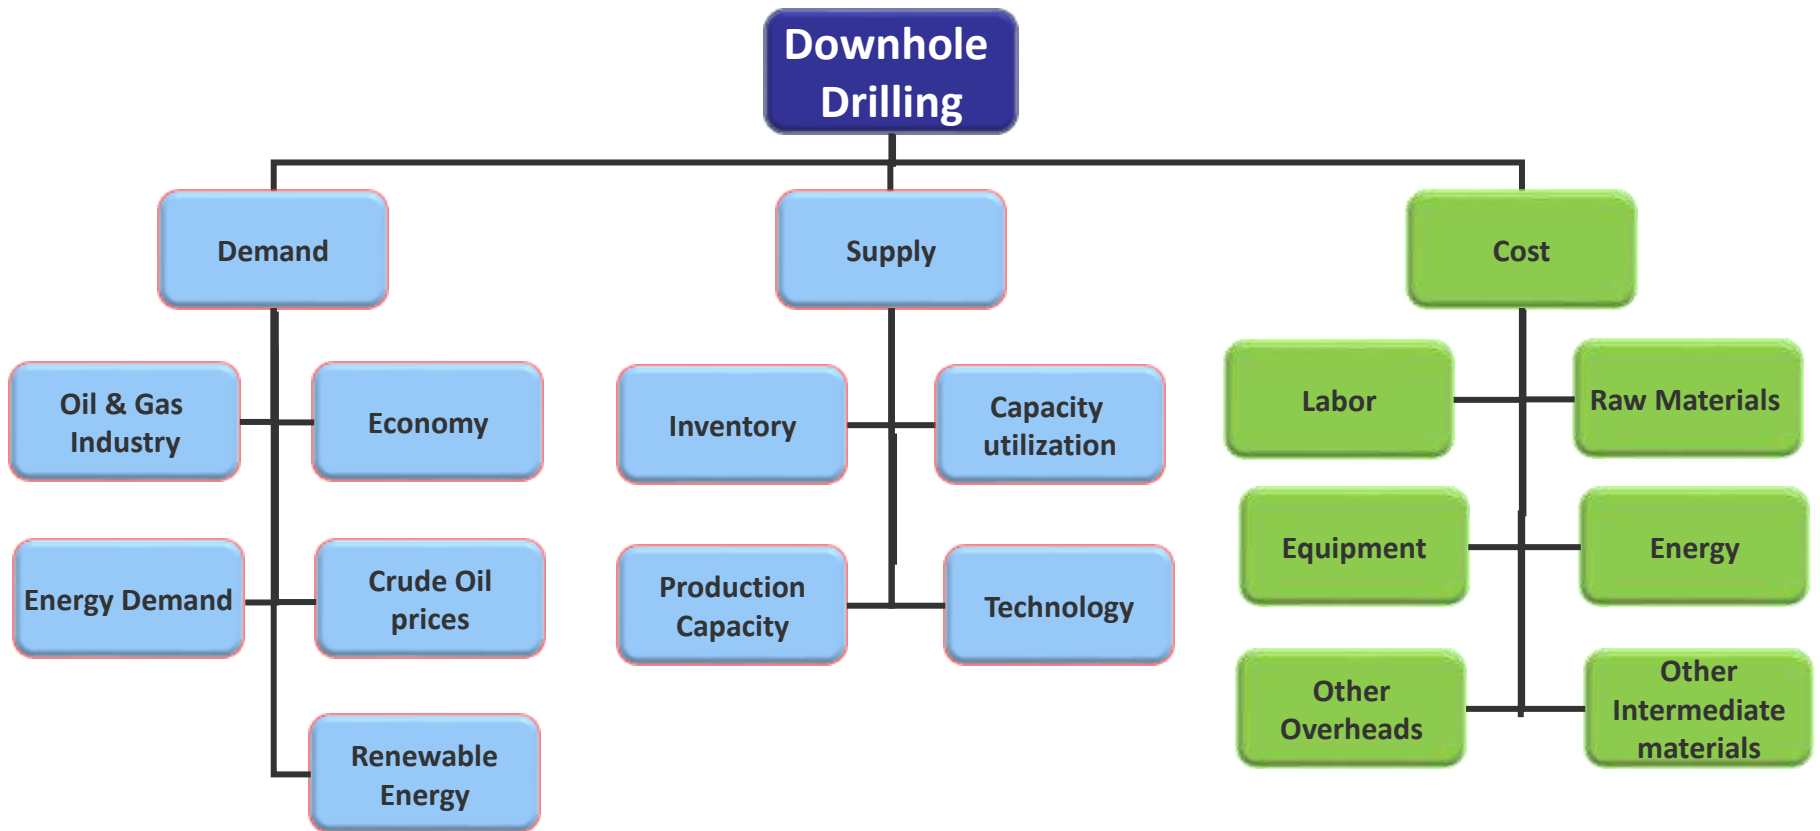 Downhole
Drilling
Demand
Supply
Cost
Oil & Gas
Industry
Economy
Energy Demand
Crude Oil
prices
Renewable
Energy
Inventory
Capacity
utilization
Production
Capacity
Technology
Labor
Raw Materials
Equipment
Energy
Other
Overheads
Other
Intermediate
materials